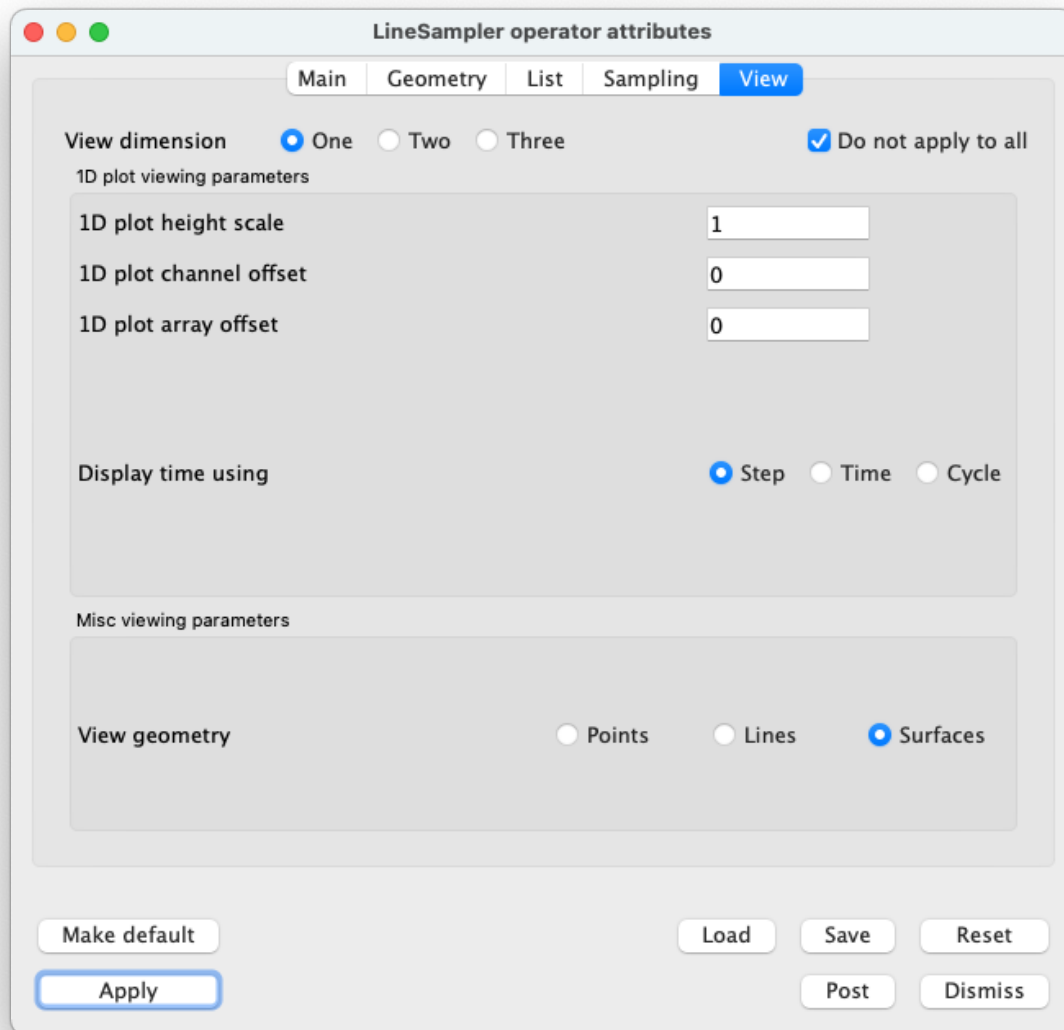 LineSampler operator attributes
Main Geometry List Sampling View
View dimension One Two Three Do not apply to all
1D plot viewing parameters
1D plot height scale 1
1D plot channel offset 0
1D plot array offset 0
Display time using Step Time Cycle
Misc viewing parameters
View geometry Points Lines Surfaces
Make default Load Save Reset
Apply Post Dismiss